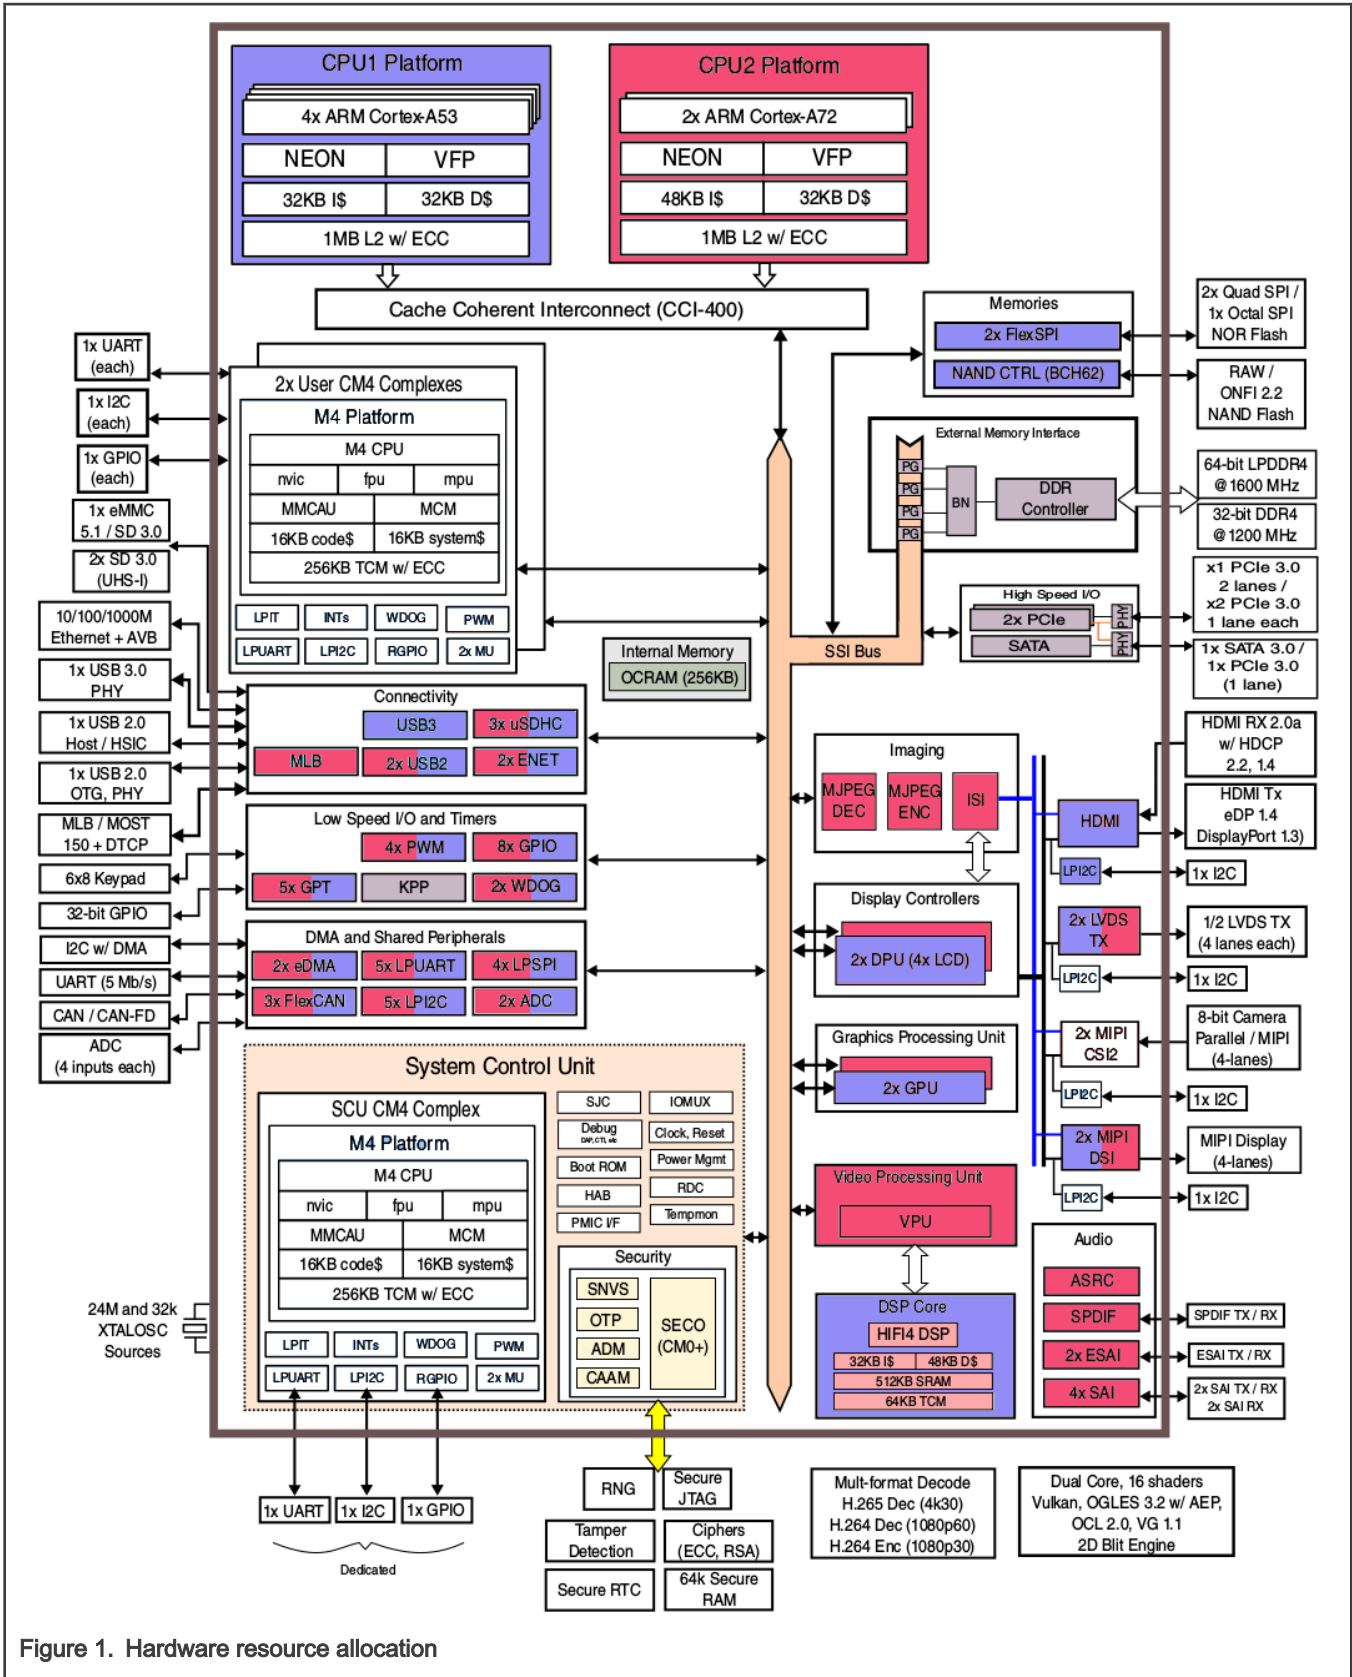 CPU1 Platform
4x ARM Cortex-A53
NEON
VFP
32KB I$
32KB D$
1MB L2 w/ ECC
CPU2 Platform
2x ARM Cortex-A72
NEON
VFP
48KB I$
32KB D$
1MB L2 w/ ECC
Cache Coherent Interconnect (CCI-400)
Memories
2x FlexSPI
NAND CTRL (BCH62)
2x Quad SPI /
1x Octal SPI
NOR Flash
RAW /
ONFI 2.2
NAND Flash
1x UART
(each)
1x I2C
(each)
1x GPIO
(each)
1x eMMC
5.1 / SD 3.0
2x SD 3.0
(UHS-I)
10/100/1000M
Ethernet + AVB
1x USB 3.0
PHY
1x USB 2.0
Host / HSIC
1x USB 2.0
OTG, PHY
MLB / MOST
150 + DTCP
6x8 Keypad
32-bit GPIO
I2C w/ DMA
UART (5 Mb/s)
CAN / CAN-FD
ADC
(4 inputs each)
2x User CM4 Complexes
M4 Platform
M4 CPU
nvic
fpu
mpu
MMCAU
MCM
16KB code$
16KB system$
256KB TCM w/ ECC
LPIT
INTs
WDOG
PWM
LPUART
LPI2C
RGPIO
2x MU
External Memory Interface
PG
PG
PG
PG
BN
DDR
Controller
64-bit LPDDR4
@1600 MHz
32-bit DDR4
@1200 MHz
High Speed I/O
2x PCIe
SATA
PHY
PHY
x1 PCIe 3.0
2 lanes /
x2 PCIe 3.0
1 lane each
1x SATA 3.0 /
1x PCIe 3.0
(1 lane)
Internal Memory
OCRAM (256KB)
SSI Bus
Connectivity
USB3
3x uSDHC
MLB
2x USB2
2x ENET
Low Speed I/O and Timers
4x PWM
8x GPIO
5x GPT
KPP
2x WDOG
DMA and Shared Peripherals
2x eDMA
5x LPUART
4x LPSPI
3x FlexCAN
5x LPI2C
2x ADC
Imaging
MJPEG
DEC
MJPEG
ENC
ISI
Display Controllers
2x DPU (4x LCD)
Graphics Processing Unit
2x GPU
Video Processing Unit
VPU
DSP Core
HIFI4 DSP
32KB I$
48KB D$
512KB SRAM
64KB TCM
HDMI
LPI2C
2x LVDS
TX
LPI2C
2x MIPI
CSI2
LPI2C
2x MIPI
DSI
LPI2C
HDMI RX 2.0a
w/ HDCP
2.2, 1.4
HDMI Tx
eDP 1.4
DisplayPort 1.3)
1x I2C
1/2 LVDS TX
(4 lanes each)
1x I2C
8-bit Camera
Parallel / MIPI
(4-lanes)
1x I2C
MIPI Display
(4-lanes)
1x I2C
Audio
ASRC
SPDIF
2x ESAI
4x SAI
SPDIF TX / RX
ESAI TX / RX
2x SAI TX / RX
2x SAI RX
System Control Unit
SCU CM4 Complex
M4 Platform
M4 CPU
nvic
fpu
mpu
MMCAU
MCM
16KB code$
16KB system$
256KB TCM w/ ECC
LPIT
INTs
WDOG
PWM
LPUART
LPI2C
RGPIO
2x MU
SJC
IOMUX
Debug
DAP, CTI, etc
Clock, Reset
Boot ROM
Power Mgmt
HAB
RDC
PMIC I/F
Tempmon
Security
SNVS
OTP
ADM
CAAM
SECO
(CM0+)
24M and 32k
XTALOSC
Sources
1x UART
1x I2C
1x GPIO
Dedicated
RNG
Secure
JTAG
Tamper
Detection
Ciphers
(ECC, RSA)
Secure RTC
64k Secure
RAM
Mult-format Decode
H.265 Dec (4k30)
H.264 Dec (1080p60)
H.264 Enc (1080p30)
Dual Core, 16 shaders
Vulkan, OGLES 3.2 w/ AEP,
OCL 2.0, VG 1.1
2D Blit Engine
Figure 1. Hardware resource allocation